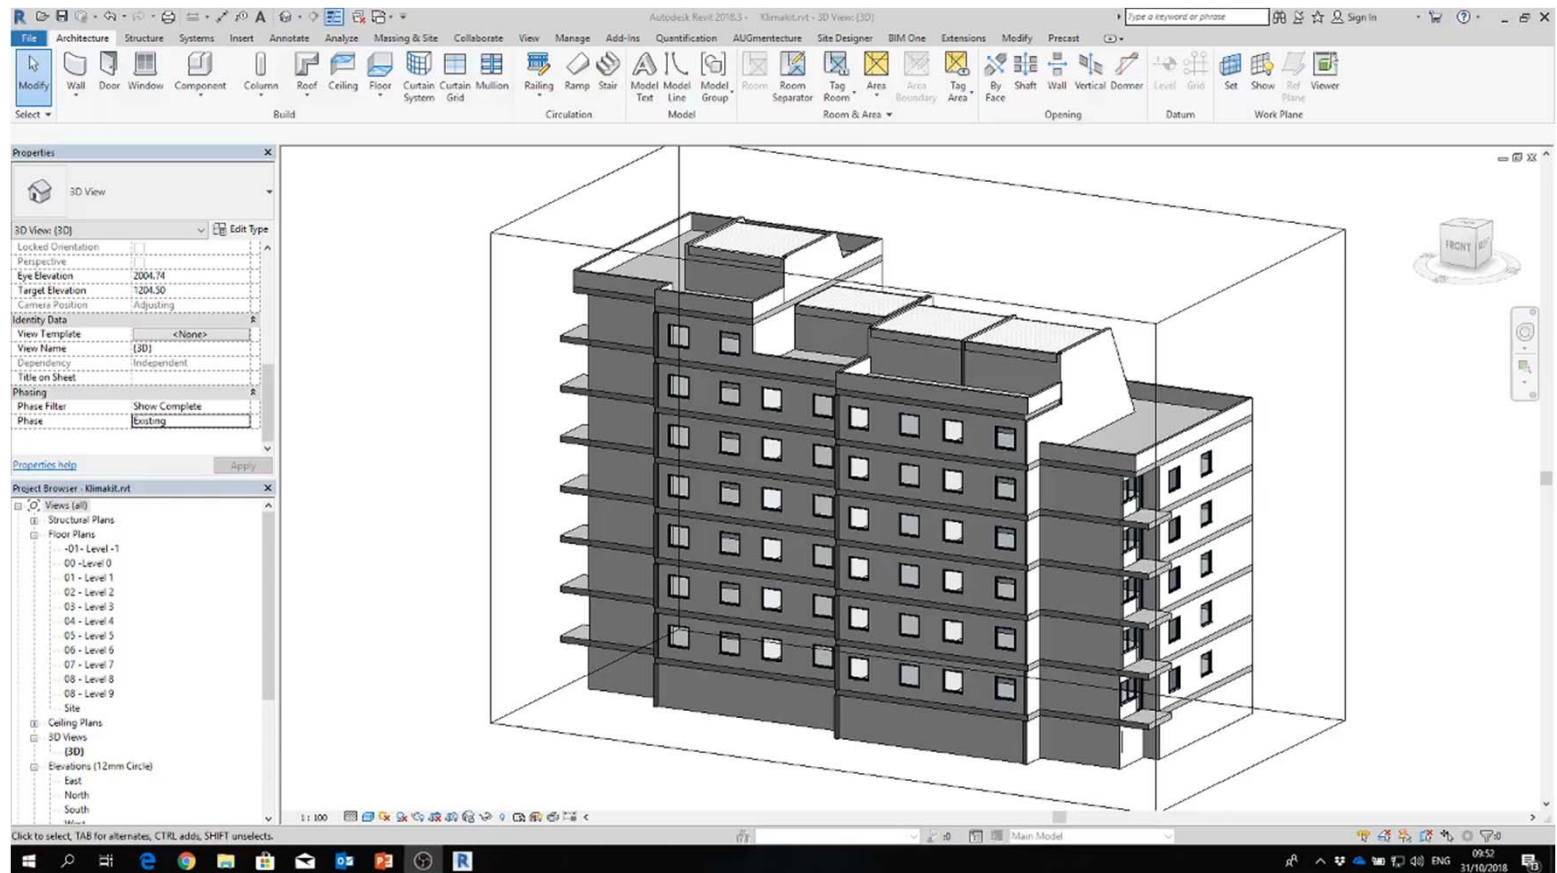 Autodesk Revit 2018.3 - Klimakit.rvt - 3D View: {3D}
Type a keyword or phrase
Sign In
File Architecture Structure Systems Insert Annotate Analyze Massing & Site Collaborate View Manage Add-Ins Quantification AUGmentecture Site Designer BIM One Extensions Modify Precast
Modify Wall Door Window Component Column Roof Ceiling Floor Curtain System Curtain Grid Mullion Railing Ramp Stair Model Text Model Line Model Group Room Room Separator Tag Room Area Area Boundary Tag Area By Face Shaft Wall Vertical Dormer Level Grid Set Show Ref Plane Viewer
Select Build Circulation Model Room & Area Opening Datum Work Plane
Properties
3D View
3D View: {3D} Edit Type
Locked Orientation
Perspective
Eye Elevation 2004.74
Target Elevation 1204.50
Camera Position Adjusting
Identity Data
View Template <None>
View Name {3D}
Dependency Independent
Title on Sheet
Phasing
Phase Filter Show Complete
Phase Existing
Properties help Apply
Project Browser - Klimakit.rvt
Views (all)
Structural Plans
Floor Plans
-01- Level -1
00 -Level 0
01 - Level 1
02 - Level 2
03 - Level 3
04 - Level 4
05 - Level 5
06 - Level 6
07 - Level 7
08 - Level 8
08 - Level 9
Site
Ceiling Plans
3D Views
{3D}
Elevations (12mm Circle)
East
North
South
West
FRONT
1 : 100
Click to select, TAB for alternates, CTRL adds, SHIFT unselects.
:0
Main Model
:0
ENG
09:52
31/10/2018